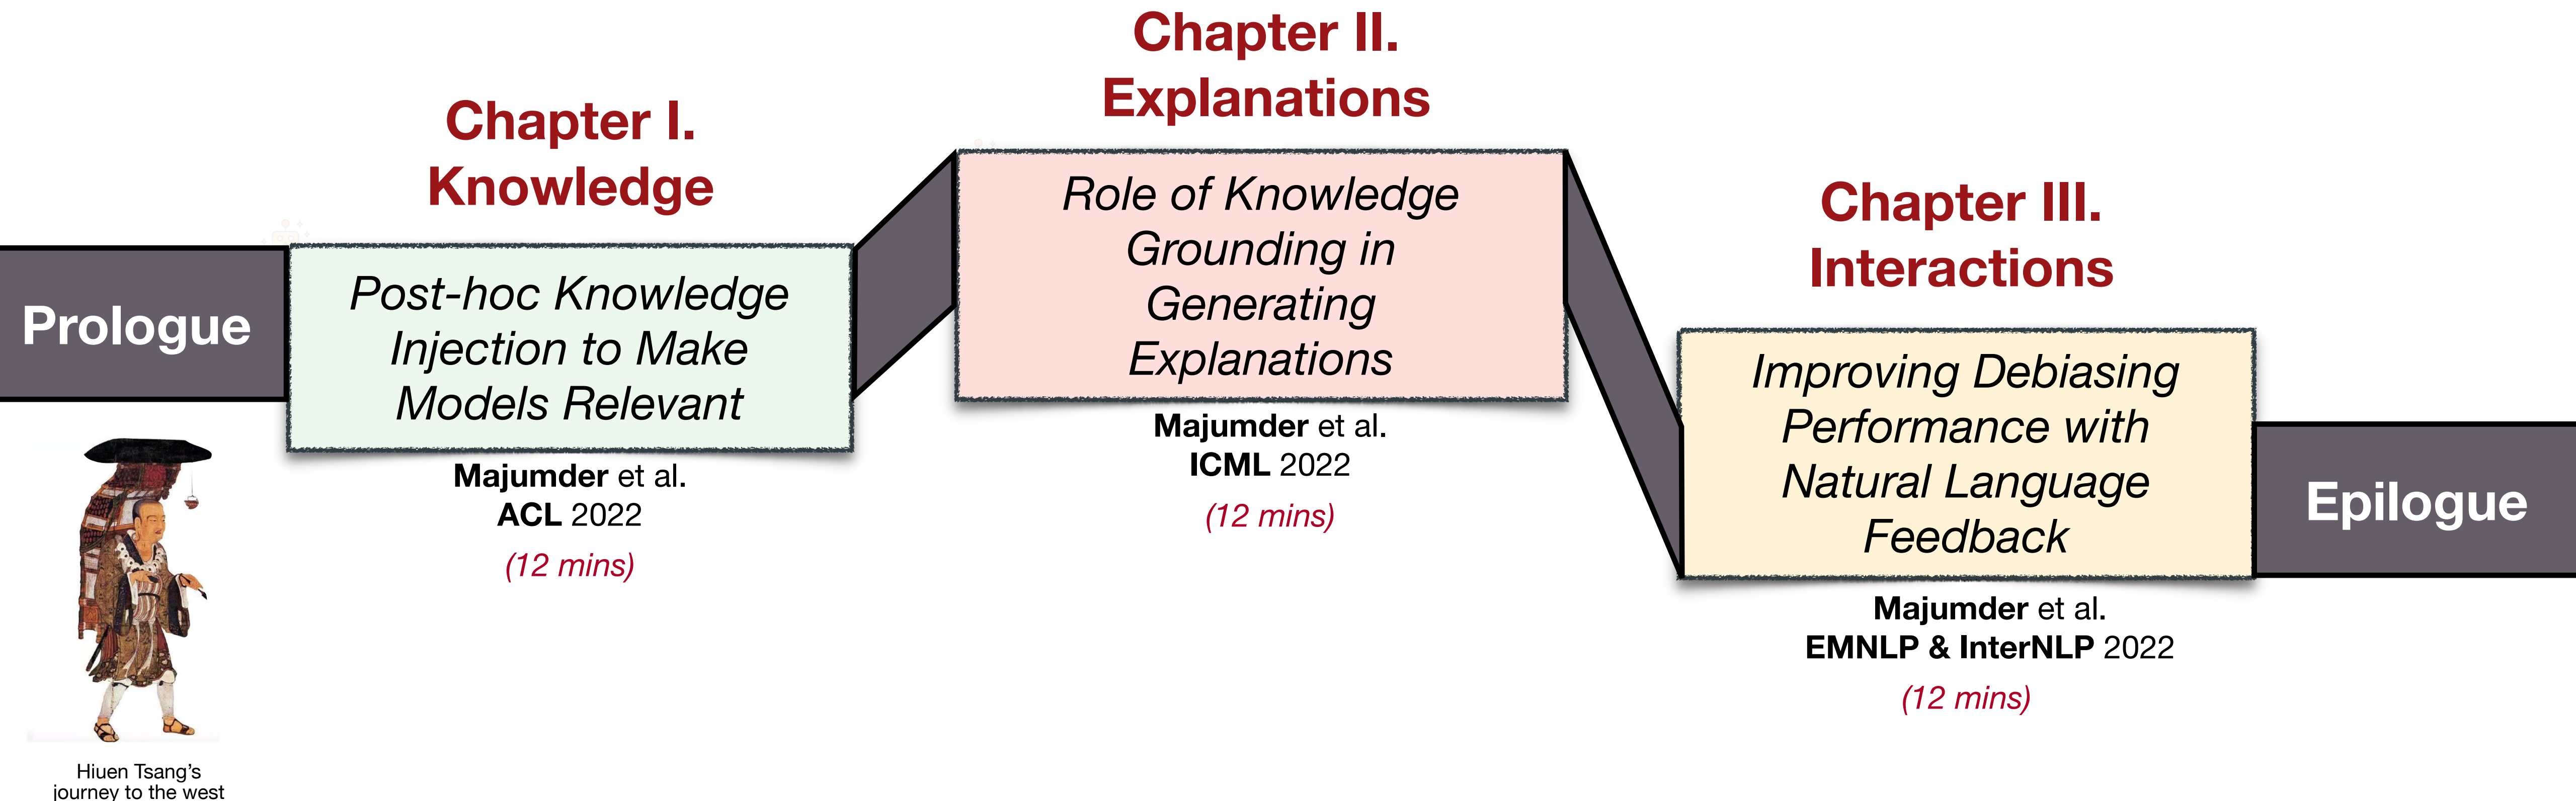 Prologue
Hiuen Tsang’s
journey to the west
Chapter I.
Knowledge
Post-hoc Knowledge
Injection to Make
Models Relevant
Majumder et al.
ACL 2022
(12 mins)
Chapter II.
Explanations
Role of Knowledge
Grounding in
Generating
Explanations
Majumder et al.
ICML 2022
(12 mins)
Chapter III.
Interactions
Improving Debiasing
Performance with
Natural Language
Feedback
Majumder et al.
EMNLP & InterNLP 2022
(12 mins)
Epilogue